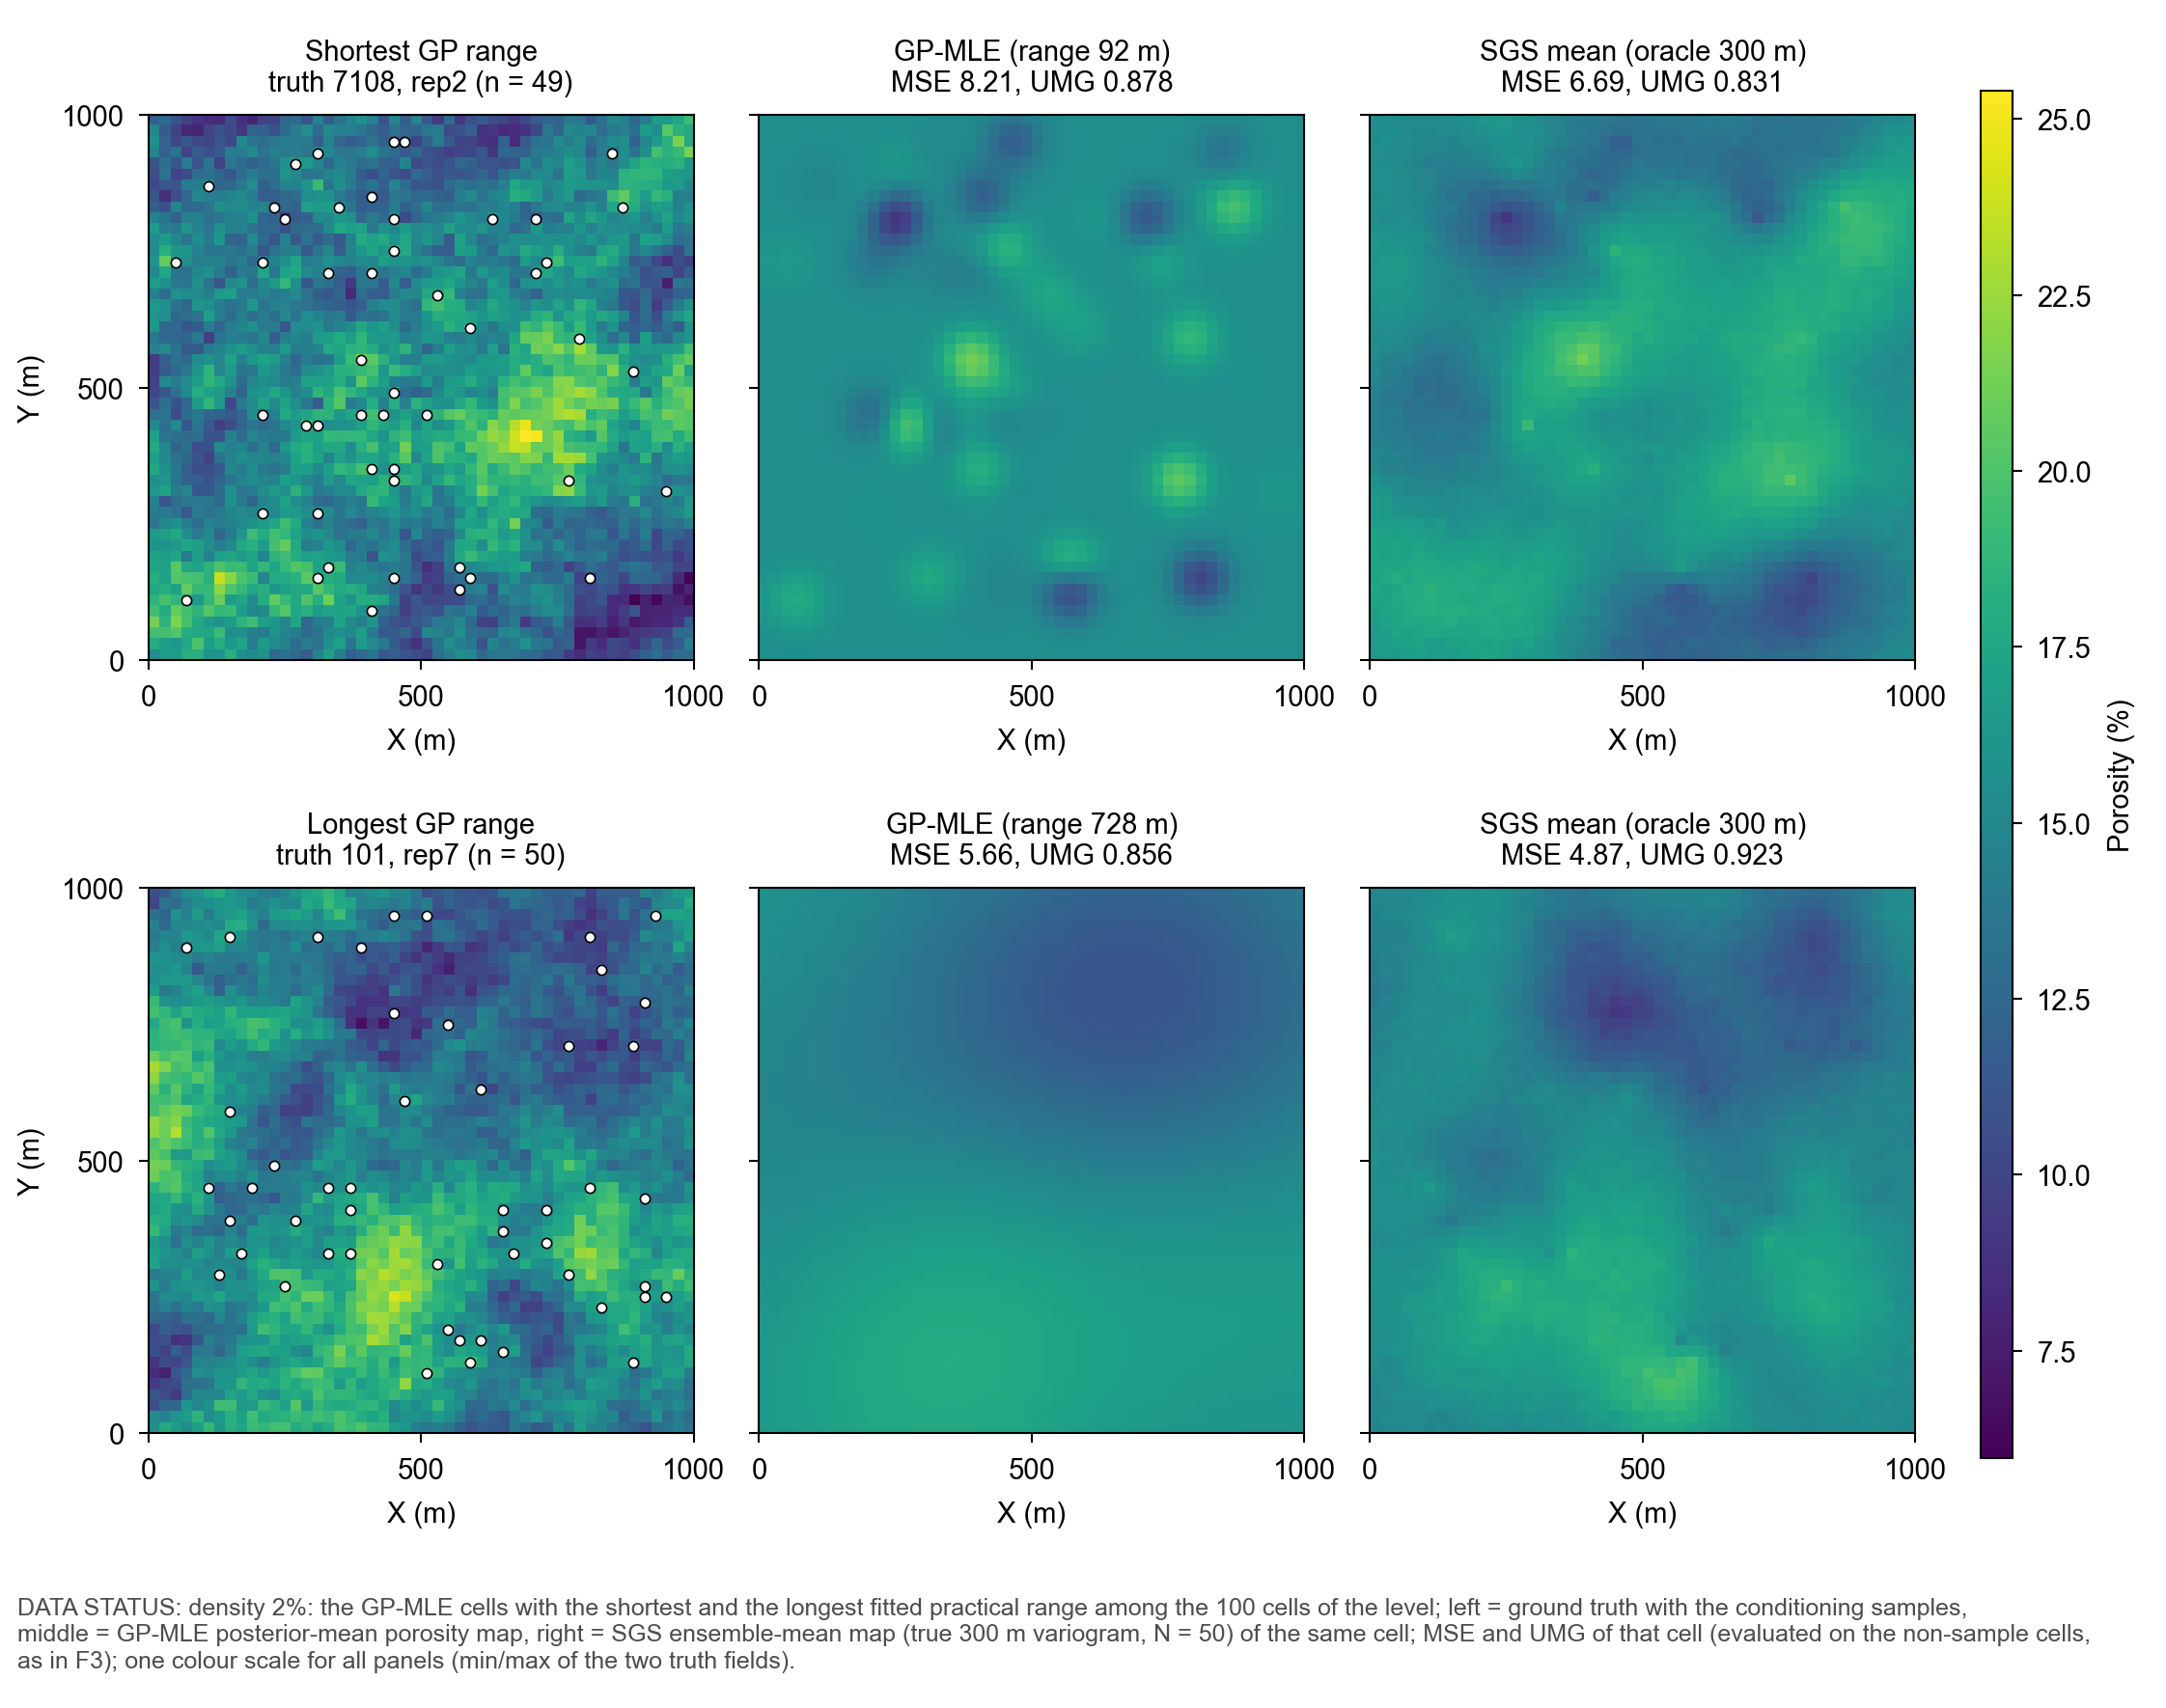 Shortest GP range
truth 7108, rep2 (n = 49)
GP-MLE (range 92 m)
MSE 8.21, UMG 0.878
SGS mean (oracle 300 m)
MSE 6.69, UMG 0.831
1000
500
0
Y (m)
0
500
1000
X (m)
0
500
1000
X (m)
0
500
1000
X (m)
Longest GP range
truth 101, rep7 (n = 50)
GP-MLE (range 728 m)
MSE 5.66, UMG 0.856
SGS mean (oracle 300 m)
MSE 4.87, UMG 0.923
1000
500
0
Y (m)
0
500
1000
X (m)
0
500
1000
X (m)
0
500
1000
X (m)
25.0
22.5
20.0
17.5
15.0
12.5
10.0
7.5
Porosity (%)
DATA STATUS: density 2%: the GP-MLE cells with the shortest and the longest fitted practical range among the 100 cells of the level; left = ground truth with the conditioning samples,
middle = GP-MLE posterior-mean porosity map, right = SGS ensemble-mean map (true 300 m variogram, N = 50) of the same cell; MSE and UMG of that cell (evaluated on the non-sample cells,
as in F3); one colour scale for all panels (min/max of the two truth fields).